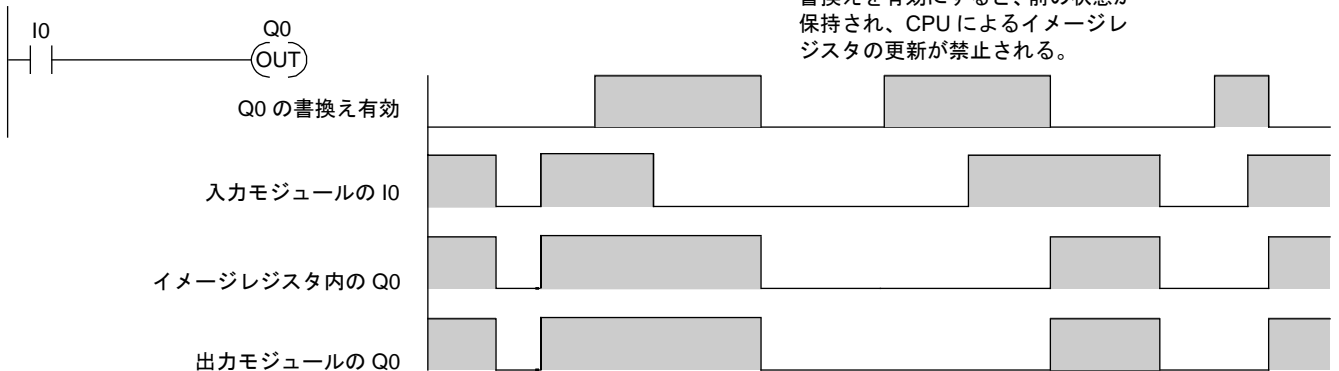 書換えを有効にすると、前の状態が
保持され、CPU によるイメージレ
ジスタの更新が禁止される。
I0
Q0
OUT
Q0 の書換え有効
入力モジュールの I0
イメージレジスタ内の Q0
出力モジュールの Q0